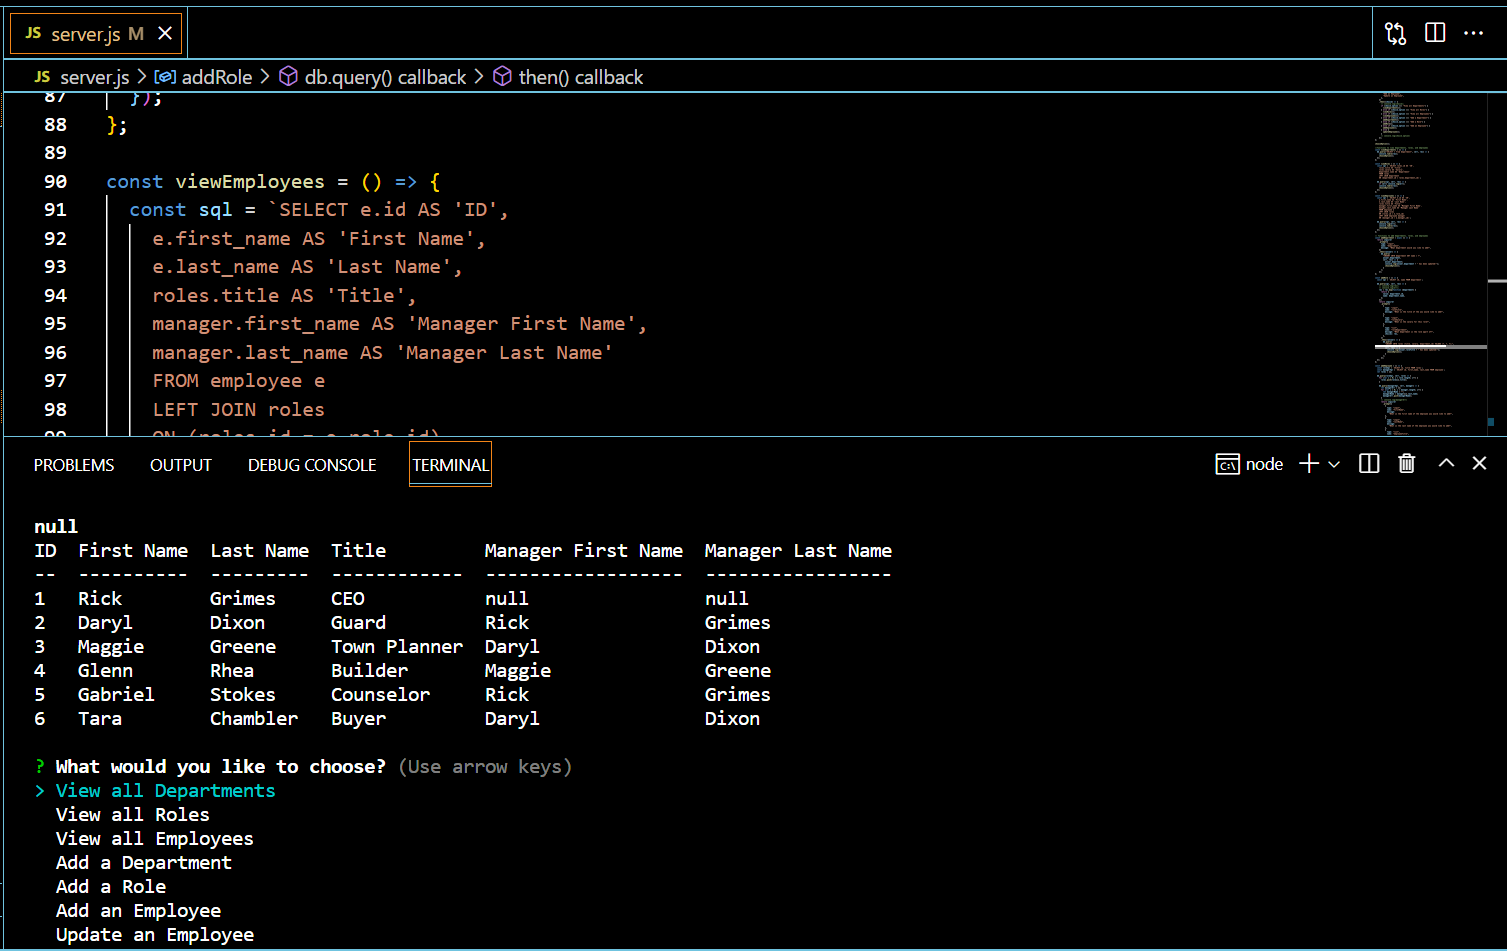 JS server.js M
JS server.js > addRole > db.query() callback > then() callback
87 });
88 };
89
90 const viewEmployees = () => {
91 const sql = `SELECT e.id AS 'ID',
92 e.first_name AS 'First Name',
93 e.last_name AS 'Last Name',
94 roles.title AS 'Title',
95 manager.first_name AS 'Manager First Name',
96 manager.last_name AS 'Manager Last Name'
97 FROM employee e
98 LEFT JOIN roles
99 ON (roles.id = e.role_id)
PROBLEMS OUTPUT DEBUG CONSOLE TERMINAL node
null
ID First Name Last Name Title Manager First Name Manager Last Name
-- ---------- --------- ------------ ------------------ -----------------
1 Rick Grimes CEO null null
2 Daryl Dixon Guard Rick Grimes
3 Maggie Greene Town Planner Daryl Dixon
4 Glenn Rhea Builder Maggie Greene
5 Gabriel Stokes Counselor Rick Grimes
6 Tara Chambler Buyer Daryl Dixon
? What would you like to choose? (Use arrow keys)
> View all Departments
View all Roles
View all Employees
Add a Department
Add a Role
Add an Employee
Update an Employee